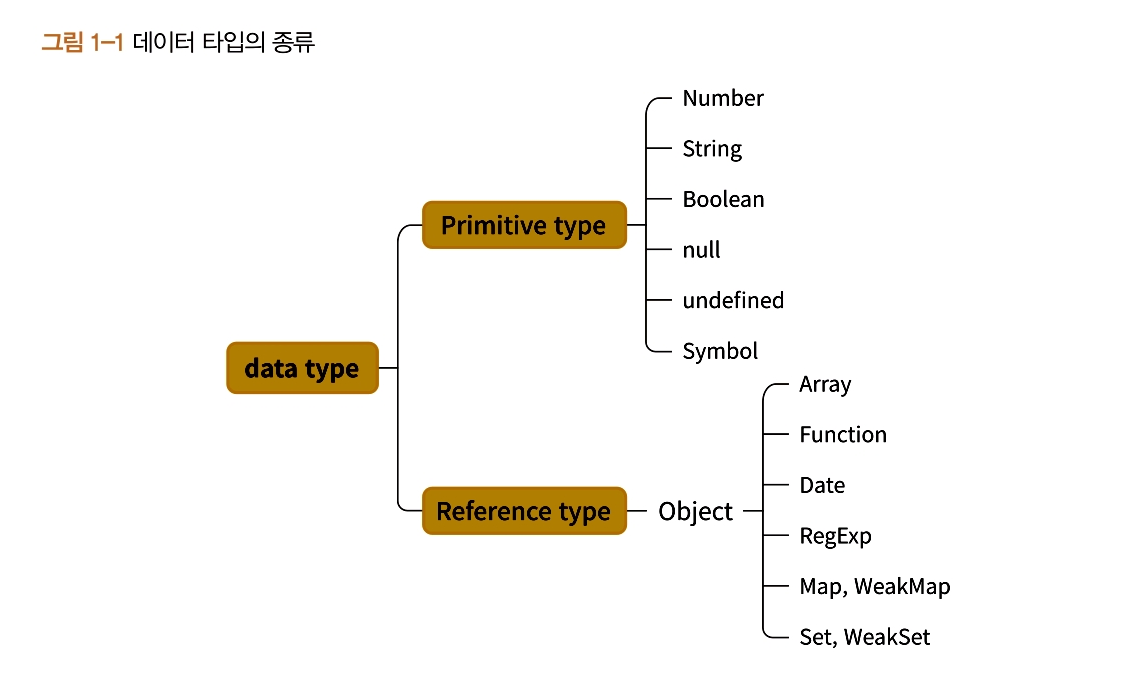 그림 1-1 데이터 타입의 종류
data type
Primitive type
Number
String
Boolean
null
undefined
Symbol
Reference type
Object
Array
Function
Date
RegExp
Map, WeakMap
Set, WeakSet